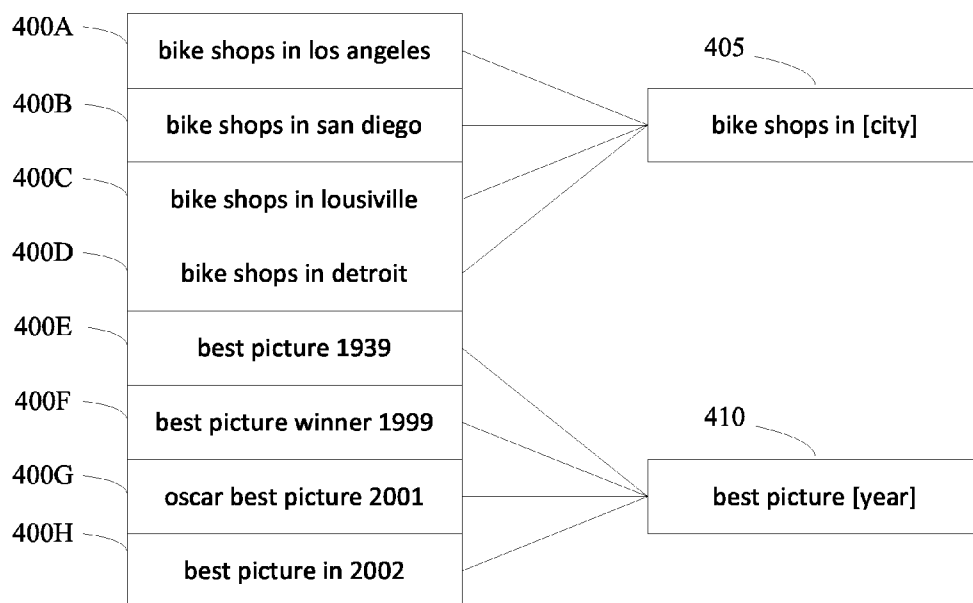 400A
bike shops in los angeles
405
400B
bike shops in san diego
bike shops in [city]
400C
bike shops in lousiville
400D
bike shops in detroit
400E
best picture 1939
400F
best picture winner 1999
410
400G
oscar best picture 2001
best picture [year]
400H
best picture in 2002